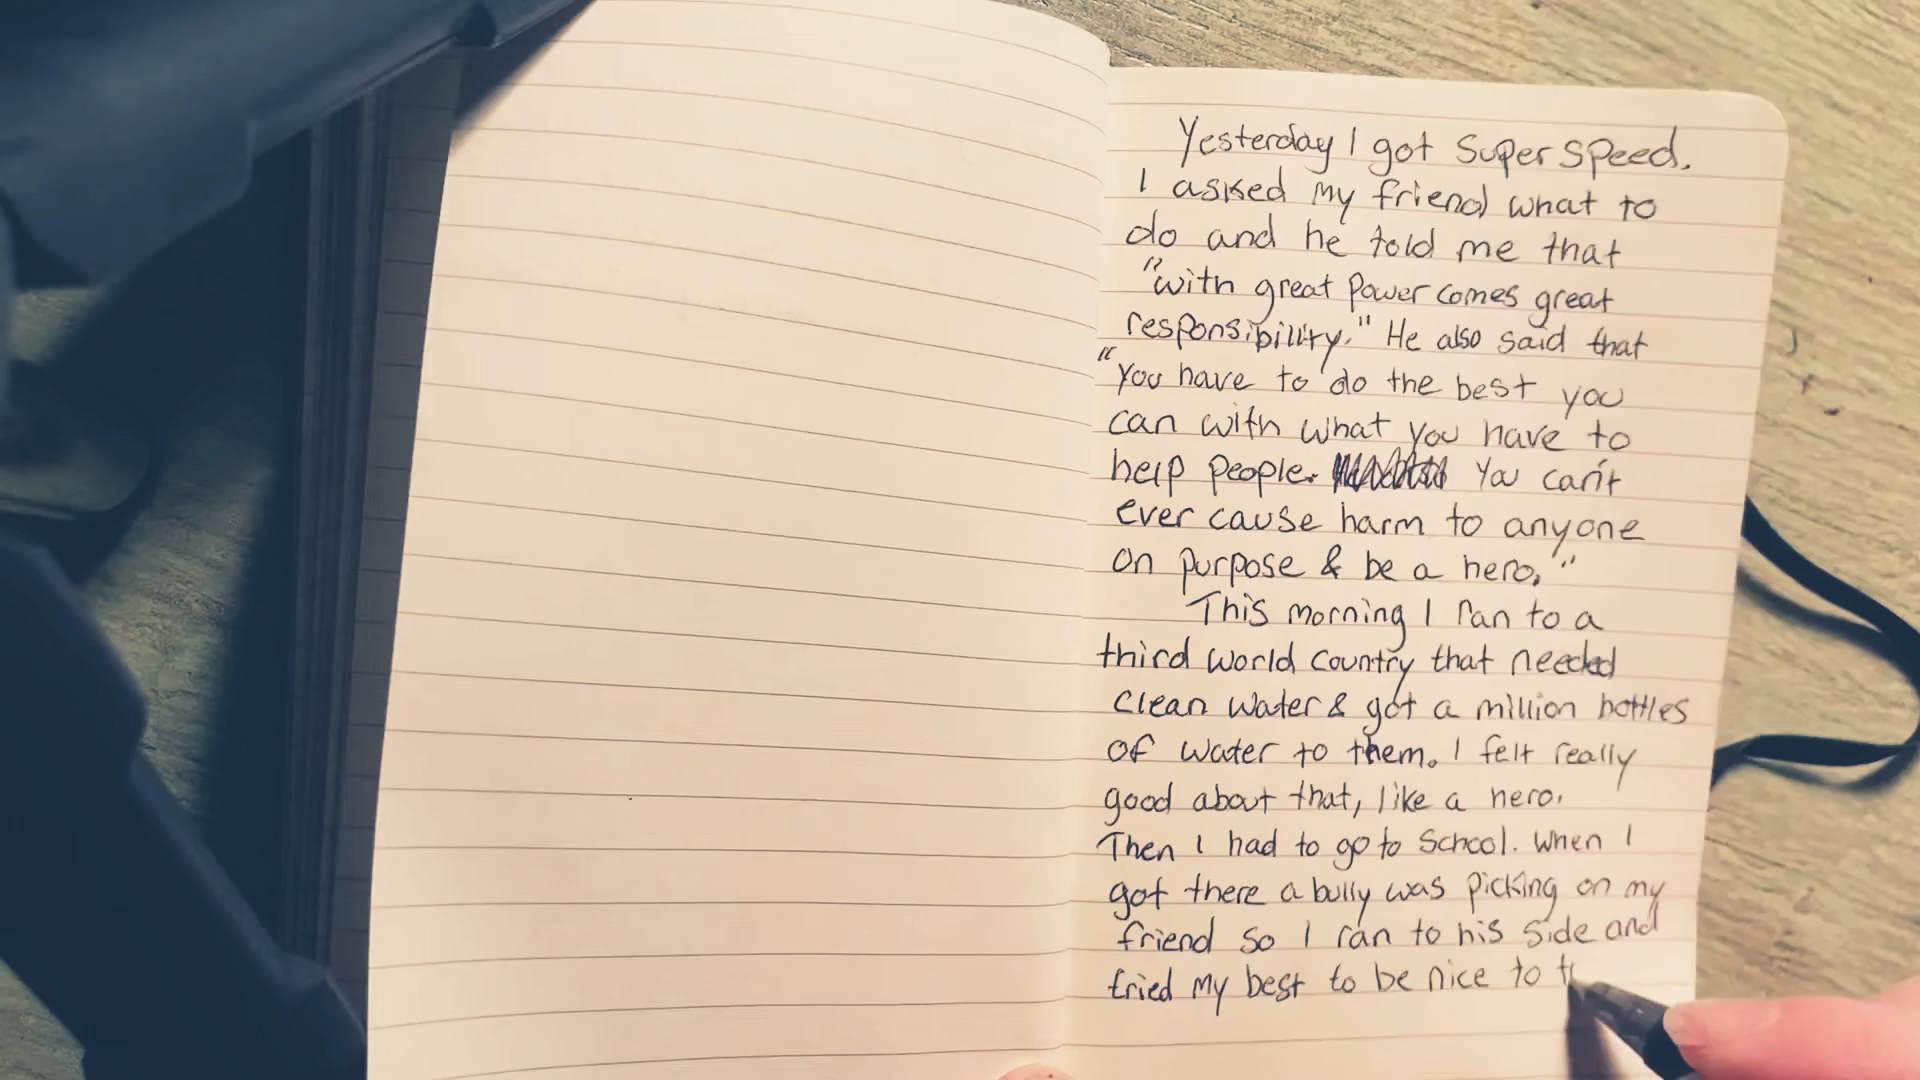 Yesterday I got Super Speed.
I asked my friend what to
do and he told me that
"with great power comes great
responsibility." He also said that
"You have to do the best you
can with what you have to
help people. You can't
ever cause harm to anyone
on purpose & be a hero."
This morning I ran to a
third world country that needed
clean water & got a million bottles
of water to them. I felt really
good about that, like a hero.
Then I had to go to School. When I
got there a bully was picking on my
friend so I ran to his side and
tried my best to be nice to t